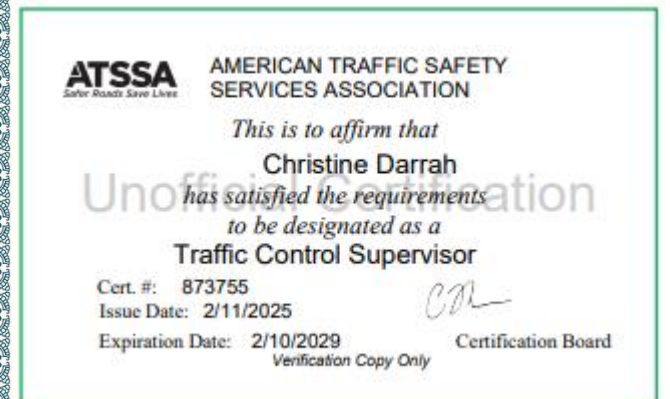 ATSSA
Safer Roads Save Lives
AMERICAN TRAFFIC SAFETY
SERVICES ASSOCIATION
This is to affirm that
Christine Darrah
Unofficial Certification
has satisfied the requirements
to be designated as a
Traffic Control Supervisor
Cert. #: 873755
Issue Date: 2/11/2025
Expiration Date: 2/10/2029
Certification Board
Verification Copy Only